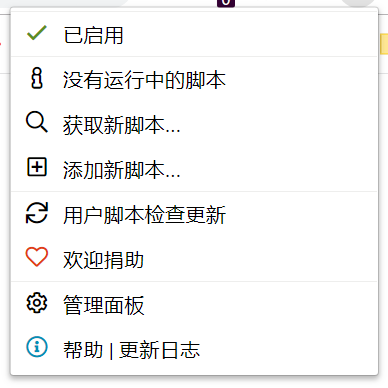 已启用
没有运行中的脚本
获取新脚本...
添加新脚本...
用户脚本检查更新
欢迎捐助
管理面板
帮助 | 更新日志